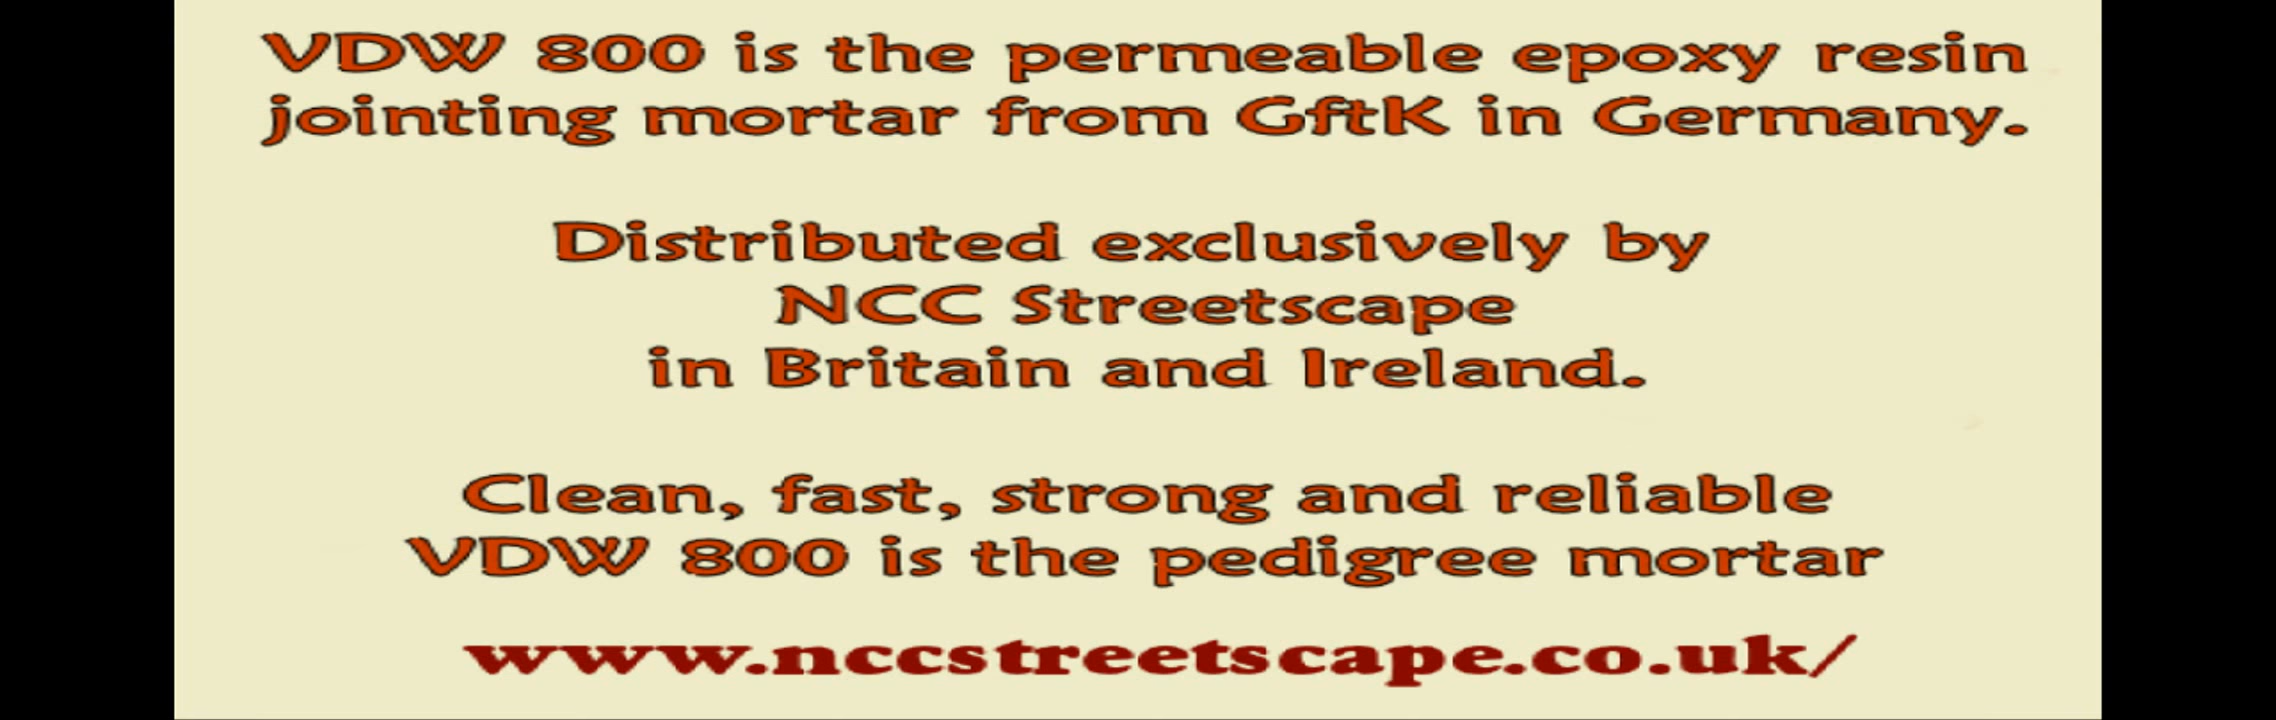 VDW 800 is the permeable epoxy resin
jointing mortar from GftK in Germany.
Distributed exclusively by
NCC Streetscape
in Britain and Ireland.
Clean, fast, strong and reliable
VDW 800 is the pedigree mortar
www.nccstreetscape.co.uk/